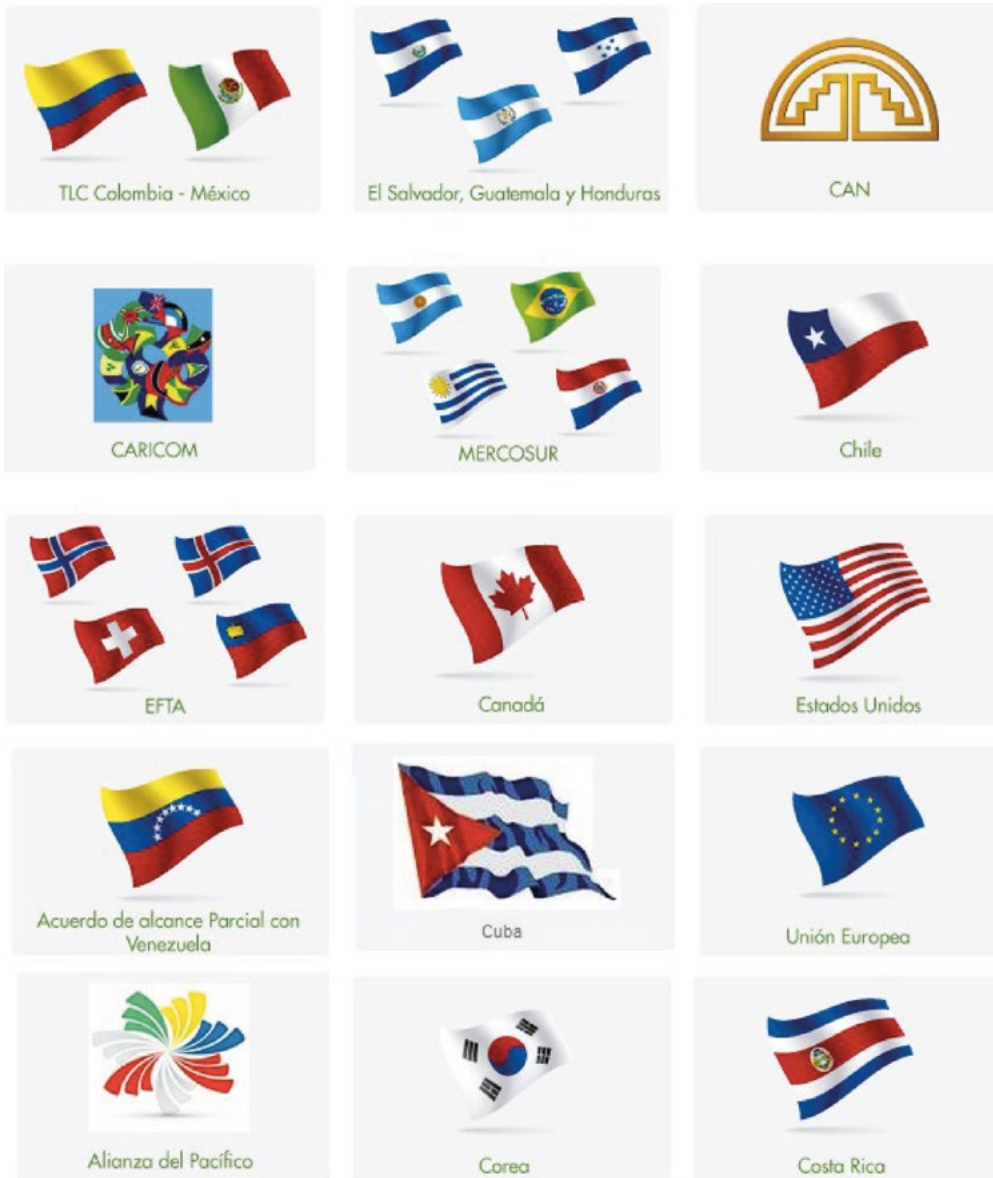 TLC Colombia - México
El Salvador, Guatemala y Honduras
CAN
CARICOM
MERCOSUR
Chile
EFTA
Canadá
Estados Unidos
Acuerdo de alcance Parcial con
Venezuela
Cuba
Unión Europea
Alianza del Pacífico
Corea
Costa Rica